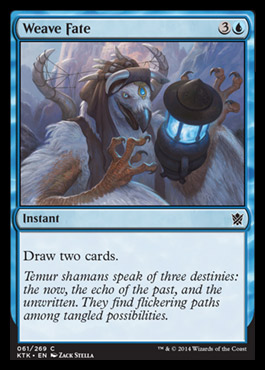 Weave Fate 3
Instant
Draw two cards.
Temur shamans speak of three destinies:
the now, the echo of the past, and the
unwritten. They find flickering paths
among tangled possibilities.
061/269 C
KTK • EN Zack Stella
™ & © 2014 Wizards of the Coast